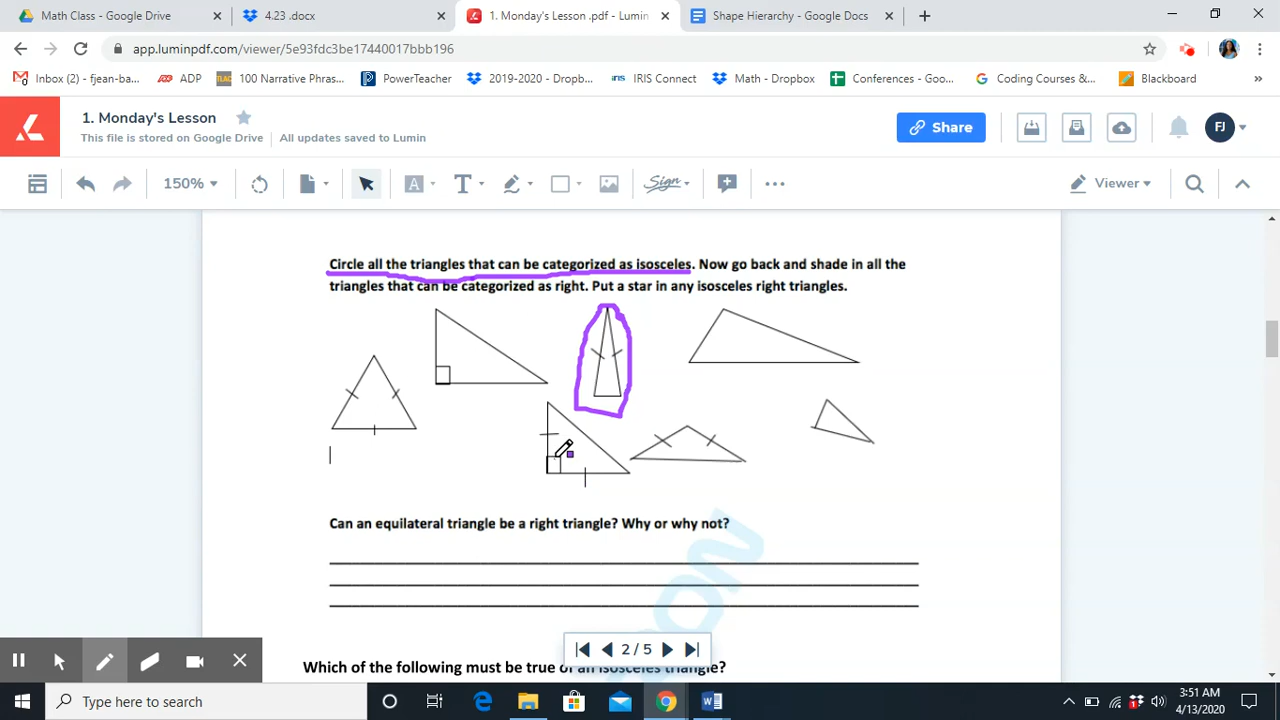 Math Class - Google Drive
4.23.docx
1. Monday's Lesson .pdf - Lumin
Shape Hierarchy - Google Docs
app.luminpdf.com/viewer/5e93fdc3be17440017bbb196
Inbox (2) - fjean-ba...
ADP
100 Narrative Phras...
PowerTeacher
2019-2020 - Dropb...
IRIS Connect
Math - Dropbox
Conferences - Goo...
Coding Courses &...
Blackboard
1. Monday's Lesson
This file is stored on Google Drive
All updates saved to Lumin
Share
FJ
150%
A
T
Sign
Viewer
Circle all the triangles that can be categorized as isosceles. Now go back and shade in all the
triangles that can be categorized as right. Put a star in any isosceles right triangles.
Can an equilateral triangle be a right triangle? Why or why not?
2 / 5
Which of the following must be true of an isosceles triangle?
Type here to search
3:51 AM
4/13/2020